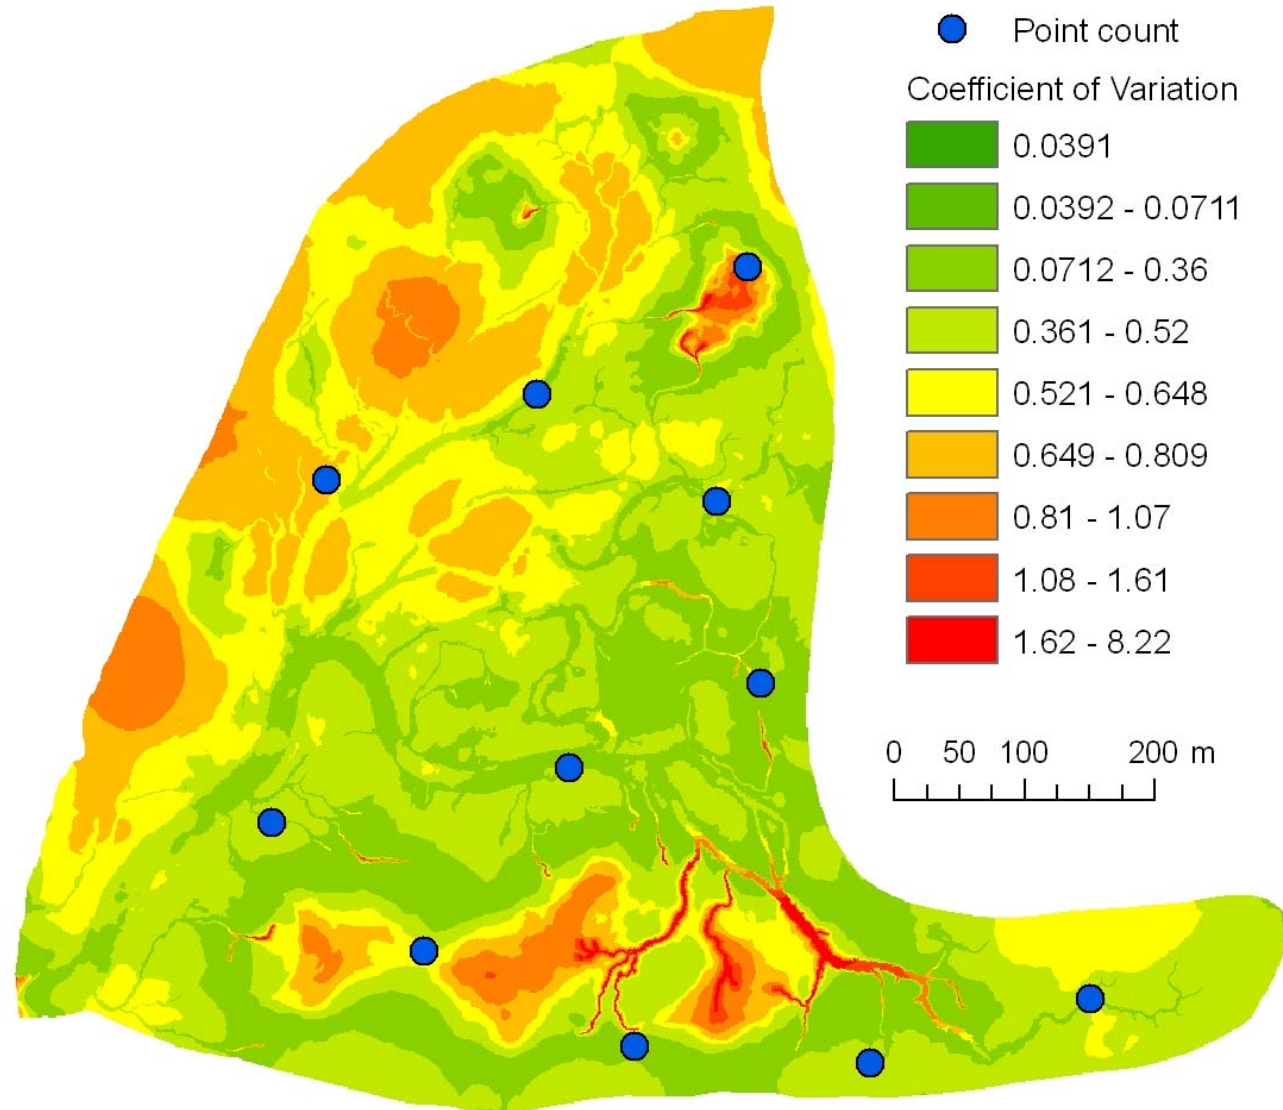 Point count
Coefficient of Variation
0.0391
0.0392 - 0.0711
0.0712 - 0.36
0.361 - 0.52
0.521 - 0.648
0.649 - 0.809
0.81 - 1.07
1.08 - 1.61
1.62 - 8.22
0 50 100 200 m